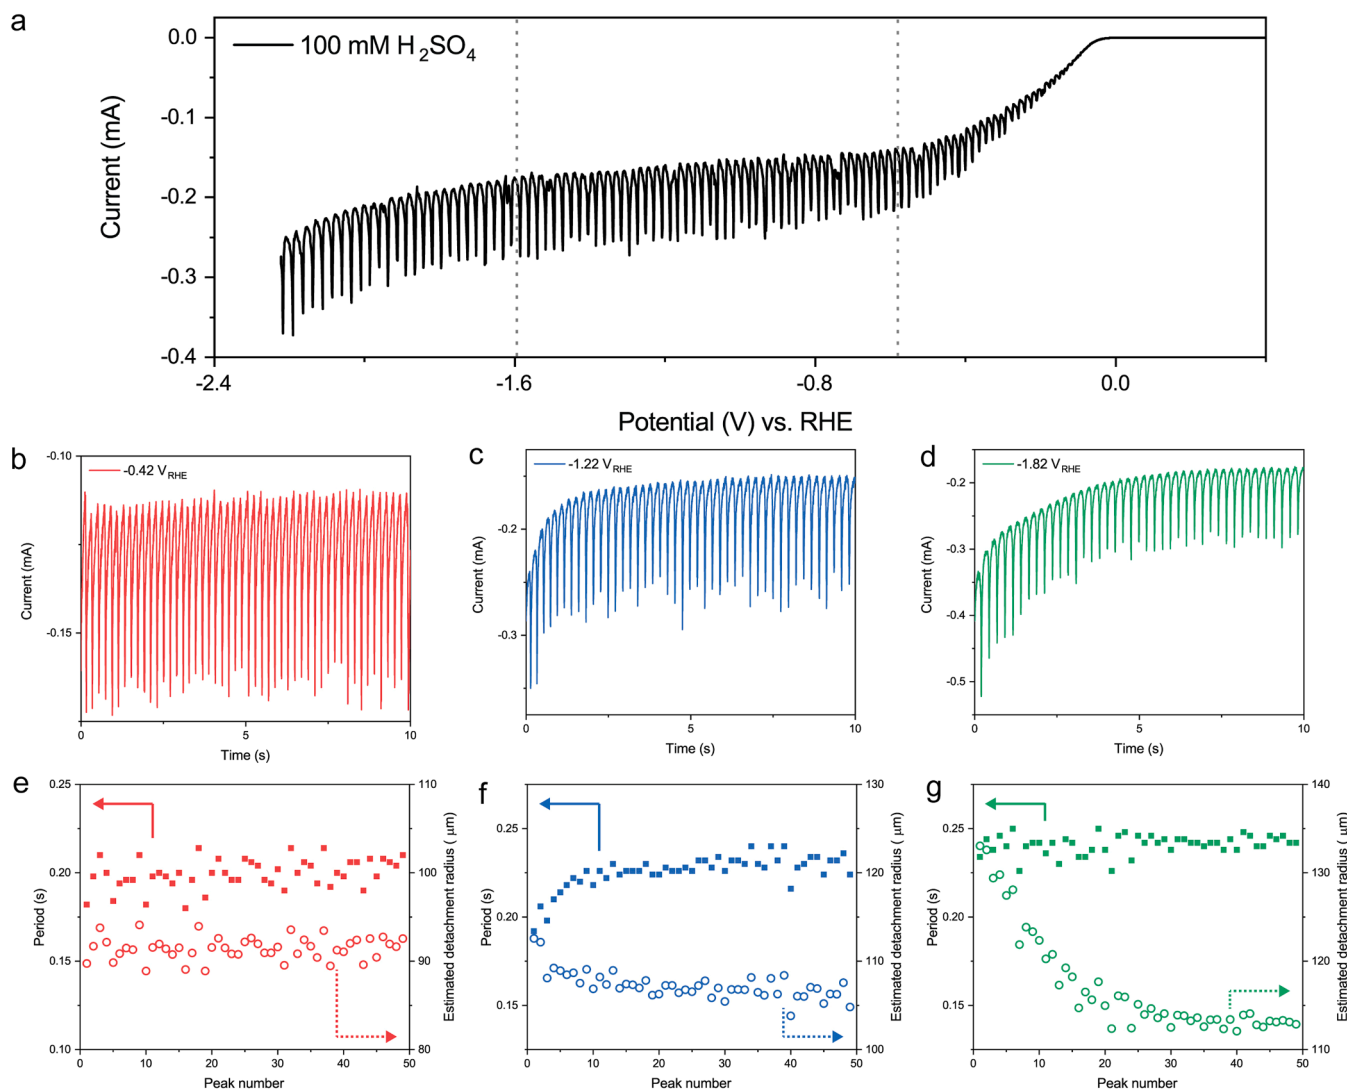 a
100 mM H2SO4
0.0
-0.1
-0.2
-0.3
-0.4
Current (mA)
-2.4
-1.6
-0.8
0.0
Potential (V) vs. RHE
b
-0.42 VRHE
-0.10
-0.15
Current (mA)
0
5
10
Time (s)
c
-1.22 VRHE
-0.2
-0.3
Current (mA)
0
5
10
Time (s)
d
-1.82 VRHE
-0.2
-0.3
-0.4
-0.5
Current (mA)
0
5
10
Time (s)
e
0.25
0.20
0.15
0.10
Period (s)
110
100
90
80
Estimated detachment radius ( μm)
0
10
20
30
40
50
Peak number
f
0.25
0.20
0.15
Period (s)
130
120
110
100
Estimated detachment radius ( μm)
0
10
20
30
40
50
Peak number
g
0.25
0.20
0.15
Period (s)
140
130
120
110
Estimated detachment radius ( μm)
0
10
20
30
40
50
Peak number